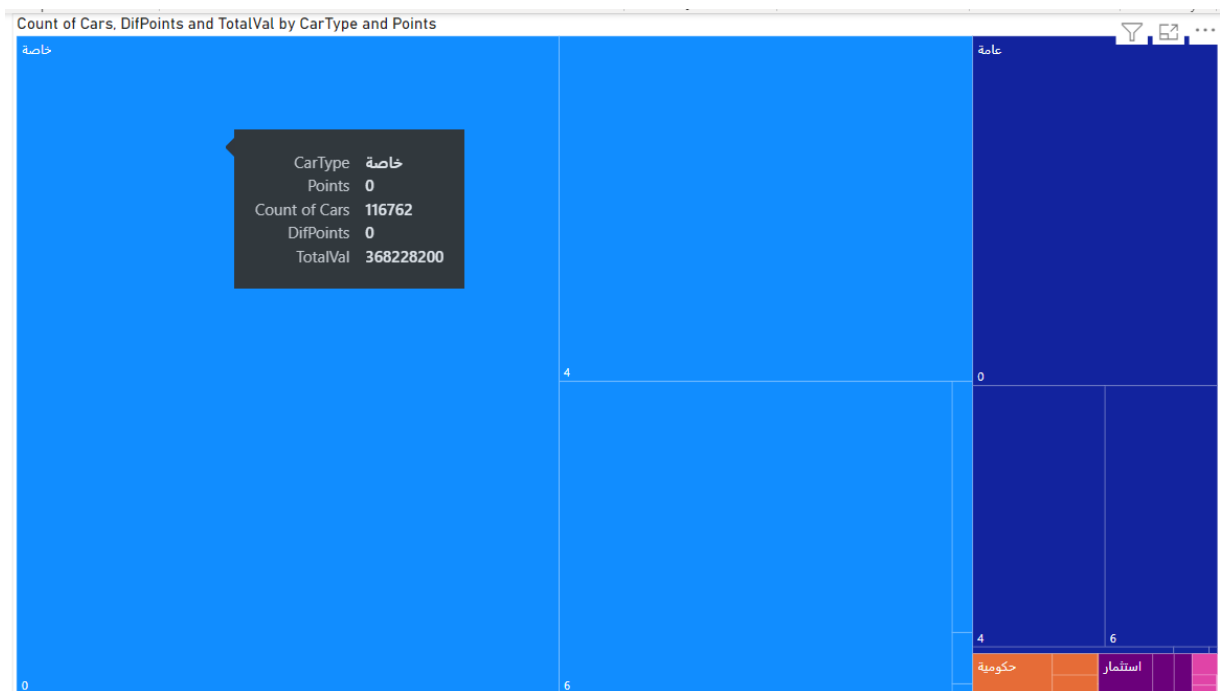 Count of Cars, DifPoints and TotalVal by CarType and Points
خاصة
عامة
CarType خاصة
Points 0
Count of Cars 116762
DifPoints 0
TotalVal 368228200
4
0
4
6
حكومية
استثمار
0
6